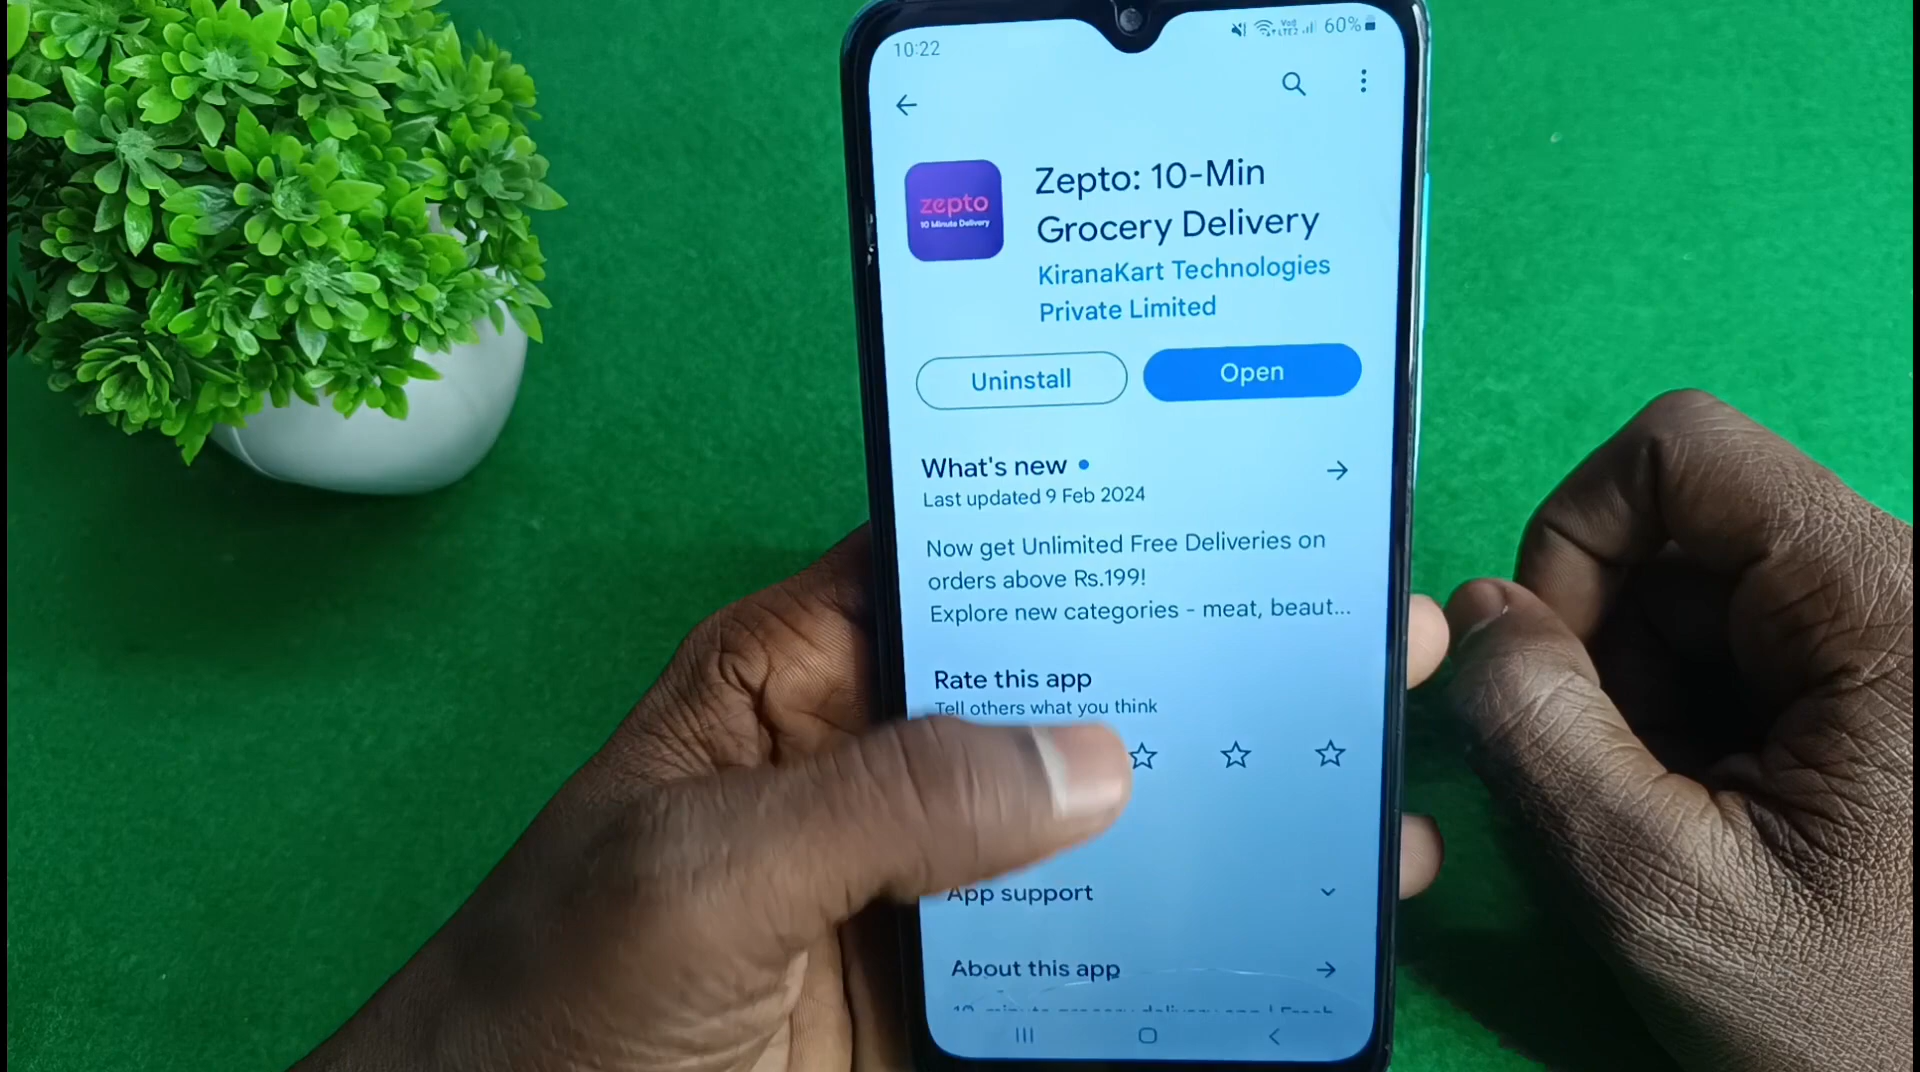 10:22
Vo)
LTE2
60%
zepto
10 Minute Delivery
Zepto: 10-Min
Grocery Delivery
KiranaKart Technologies
Private Limited
Uninstall
Open
What's new
Last updated 9 Feb 2024
Now get Unlimited Free Deliveries on
orders above Rs.199!
Explore new categories - meat, beaut...
Rate this app
Tell others what you think
App support
About this app